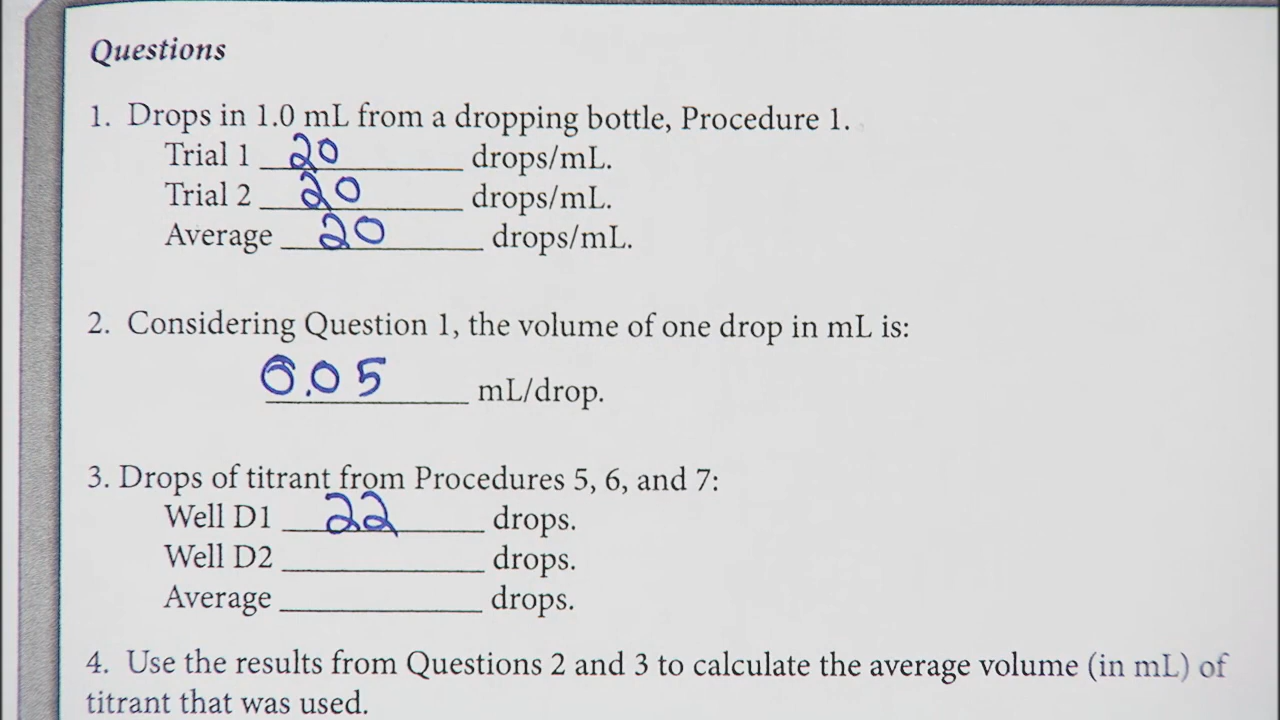 Questions
1. Drops in 1.0 mL from a dropping bottle, Procedure 1.
Trial 1 20 drops/mL.
Trial 2 20 drops/mL.
Average 20 drops/mL.
2. Considering Question 1, the volume of one drop in mL is:
0.05 mL/drop.
3. Drops of titrant from Procedures 5, 6, and 7:
Well D1 22 drops.
Well D2 drops.
Average drops.
4. Use the results from Questions 2 and 3 to calculate the average volume (in mL) of
titrant that was used.